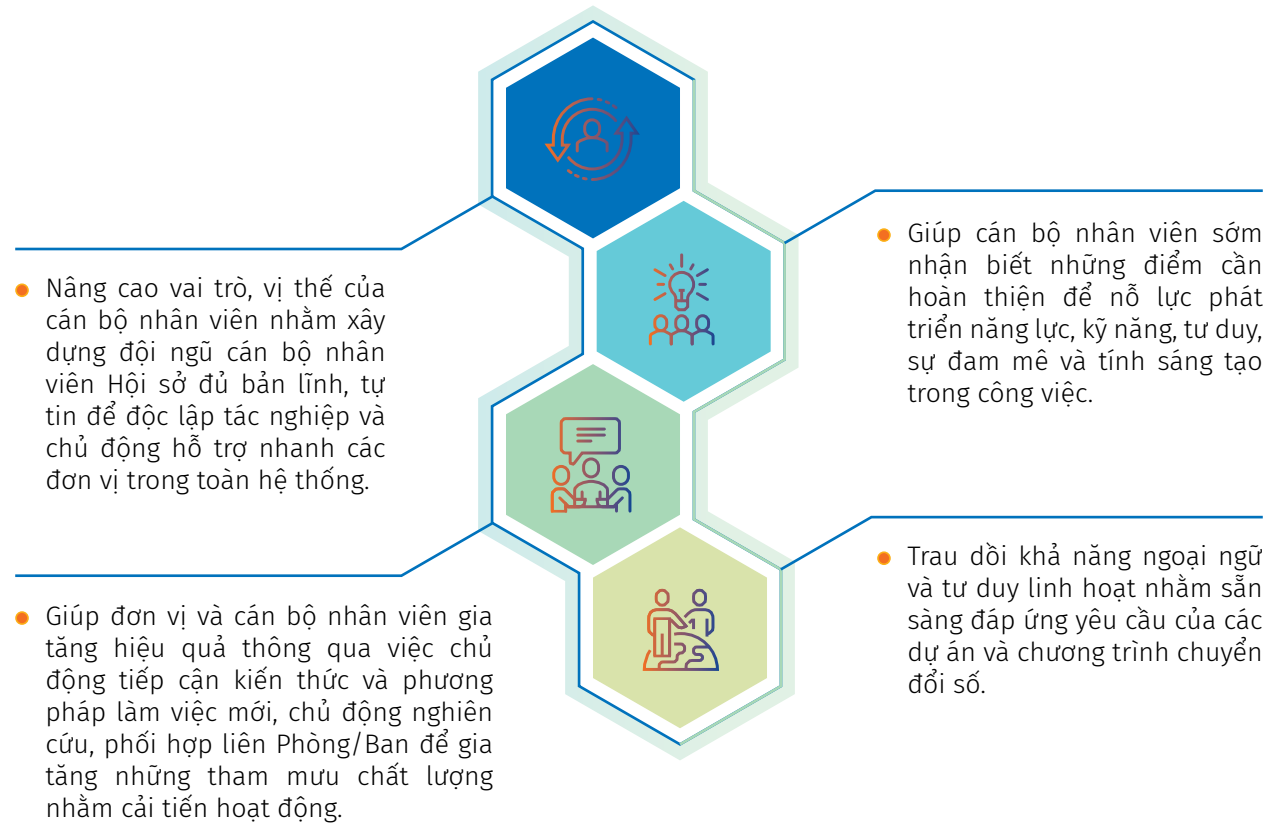 Nâng cao vai trò, vị thế của
cán bộ nhân viên nhằm xây
dựng đội ngũ cán bộ nhân
viên Hội sở đủ bản lĩnh, tự
tin để độc lập tác nghiệp và
chủ động hỗ trợ nhanh các
đơn vị trong toàn hệ thống.
Giúp cán bộ nhân viên sớm
nhận biết những điểm cần
hoàn thiện để nỗ lực phát
triển năng lực, kỹ năng, tư duy,
sự đam mê và tính sáng tạo
trong công việc.
Giúp đơn vị và cán bộ nhân viên gia
tăng hiệu quả thông qua việc chủ
động tiếp cận kiến thức và phương
pháp làm việc mới, chủ động nghiên
cứu, phối hợp liên Phòng/Ban để gia
tăng những tham mưu chất lượng
nhằm cải tiến hoạt động.
Trau dồi khả năng ngoại ngữ
và tư duy linh hoạt nhằm sẵn
sàng đáp ứng yêu cầu của các
dự án và chương trình chuyển
đổi số.